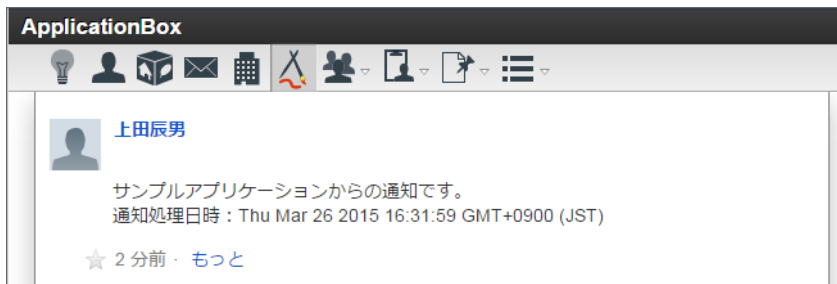 ApplicationBox
上田辰男
サンプルアプリケーションからの通知です。
通知処理日時：Thu Mar 26 2015 16:31:59 GMT+0900 (JST)
2 分前 · もっと